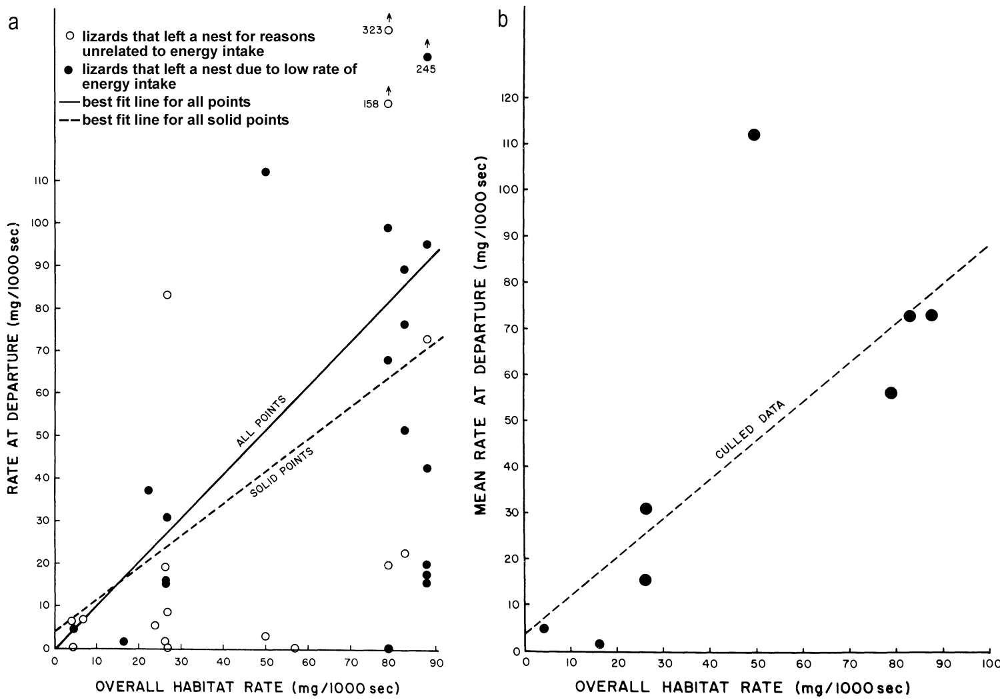 a
lizards that left a nest for reasons
unrelated to energy intake
lizards that left a nest due to low rate of
energy intake
best fit line for all points
best fit line for all solid points
323
245
158
110
100
90
80
70
60
50
40
30
20
10
0
RATE AT DEPARTURE (mg/1000 sec)
ALL POINTS
SOLID POINTS
0 10 20 30 40 50 60 70 80 90
OVERALL HABITAT RATE (mg/1000 sec)
b
120
110
100
90
80
70
60
50
40
30
20
10
0
MEAN RATE AT DEPARTURE (mg/1000 sec)
CULLED DATA
0 10 20 30 40 50 60 70 80 90 100
OVERALL HABITAT RATE (mg/1000 sec)